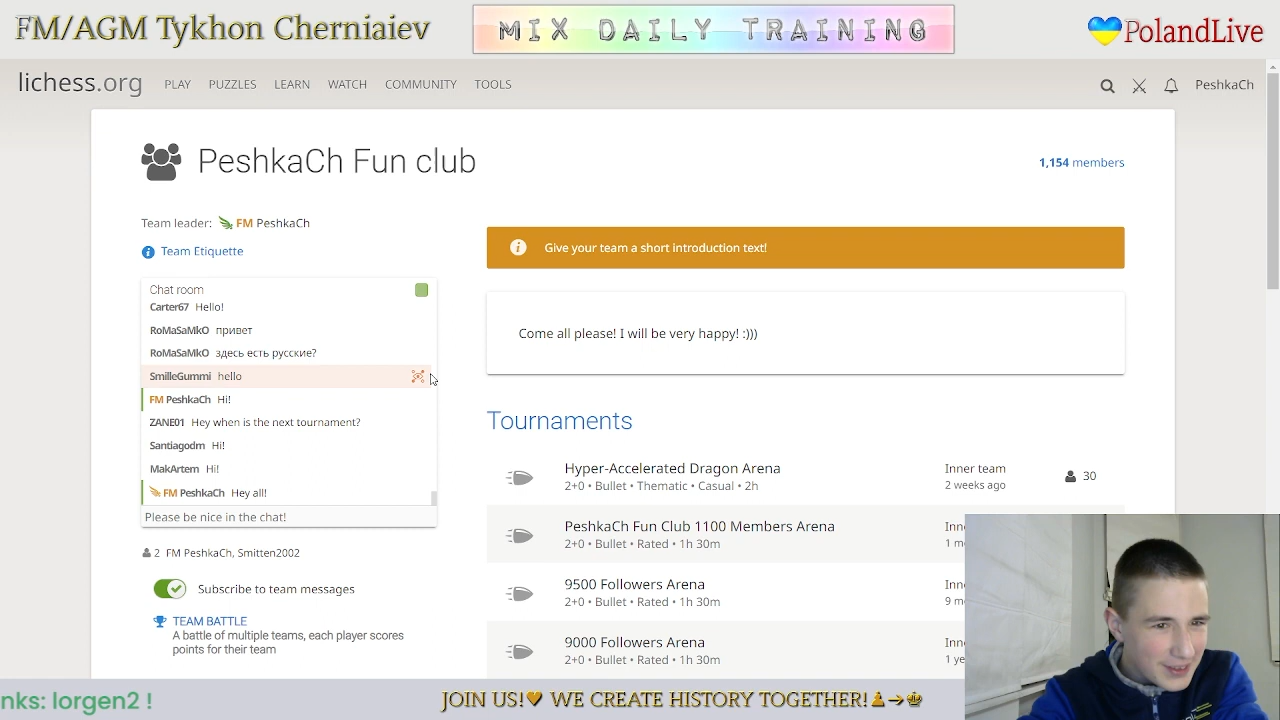 FM/AGM Tykhon Cherniaiev
MIX DAILY TRAINING
PolandLive
lichess.org
PLAY PUZZLES LEARN WATCH COMMUNITY TOOLS
PeshkaCh
PeshkaCh Fun club
1,154 members
Team leader: FM PeshkaCh
Team Etiquette
Give your team a short introduction text!
Chat room
Carter67 Hello!
RoMaSaMkO привет
RoMaSaMkO здесь есть русские?
SmilleGummi hello
FM PeshkaCh Hi!
ZANE01 Hey when is the next tournament?
Santiagodm Hi!
MakArtem Hi!
FM PeshkaCh Hey all!
Please be nice in the chat!
2 FM PeshkaCh, Smitten2002
Subscribe to team messages
TEAM BATTLE
A battle of multiple teams, each player scores
points for their team
Come all please! I will be very happy! :)))
Tournaments
Hyper-Accelerated Dragon Arena
2+0 • Bullet • Thematic • Casual • 2h
Inner team
2 weeks ago
30
PeshkaCh Fun Club 1100 Members Arena
2+0 • Bullet • Rated • 1h 30m
9500 Followers Arena
2+0 • Bullet • Rated • 1h 30m
9000 Followers Arena
2+0 • Bullet • Rated • 1h 30m
nks: lorgen2 !
JOIN US! WE CREATE HISTORY TOGETHER!